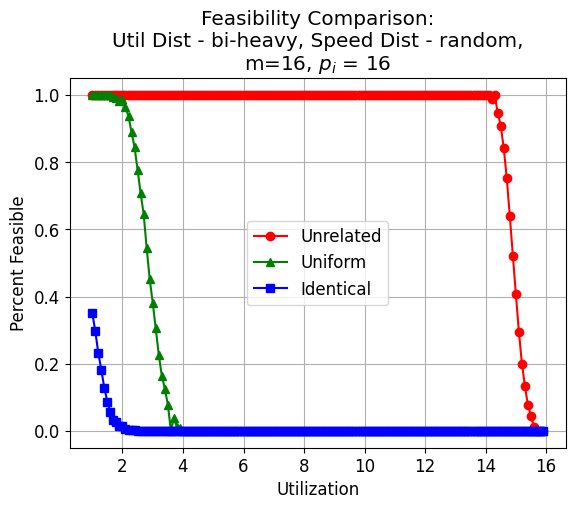 Feasibility Comparison:
Util Dist - bi-heavy, Speed Dist - random,
m=16, pᵢ = 16
1.0
0.8
0.6
0.4
0.2
0.0
Percent Feasible
Unrelated
Uniform
Identical
2 4 6 8 10 12 14 16
Utilization